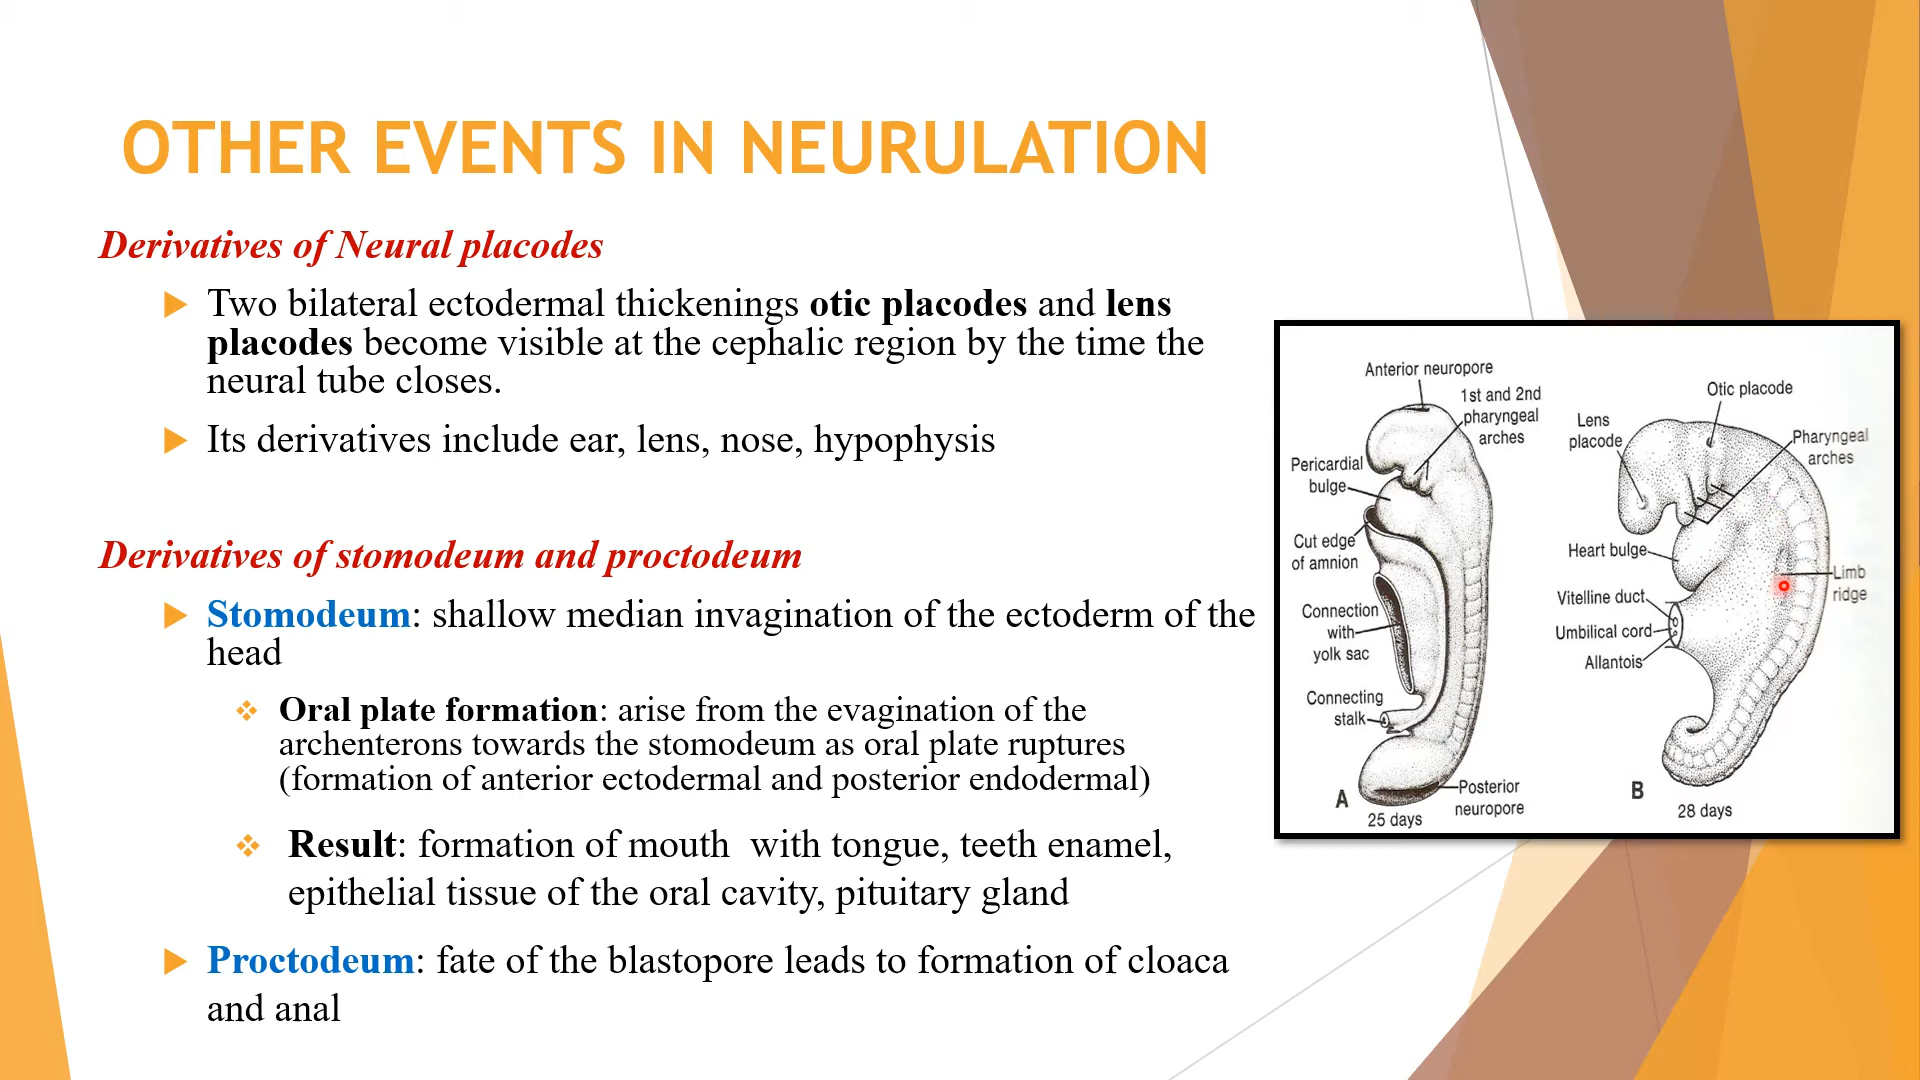 OTHER EVENTS IN NEURULATION
Derivatives of Neural placodes
Two bilateral ectodermal thickenings otic placodes and lens
placodes become visible at the cephalic region by the time the
neural tube closes.
Its derivatives include ear, lens, nose, hypophysis
Derivatives of stomodeum and proctodeum
Stomodeum: shallow median invagination of the ectoderm of the
head
Oral plate formation: arise from the evagination of the
archenterons towards the stomodeum as oral plate ruptures
(formation of anterior ectodermal and posterior endodermal)
Result: formation of mouth with tongue, teeth enamel,
epithelial tissue of the oral cavity, pituitary gland
Proctodeum: fate of the blastopore leads to formation of cloaca
and anal
Anterior neuropore
1st and 2nd
pharyngeal
arches
Pericardial
bulge
Cut edge
of amnion
Connection
with
yolk sac
Connecting
stalk
Posterior
neuropore
A
25 days
Otic placode
Lens
placode
Pharyngeal
arches
Heart bulge
Limb
ridge
Vitelline duct
Umbilical cord
Allantois
B
28 days